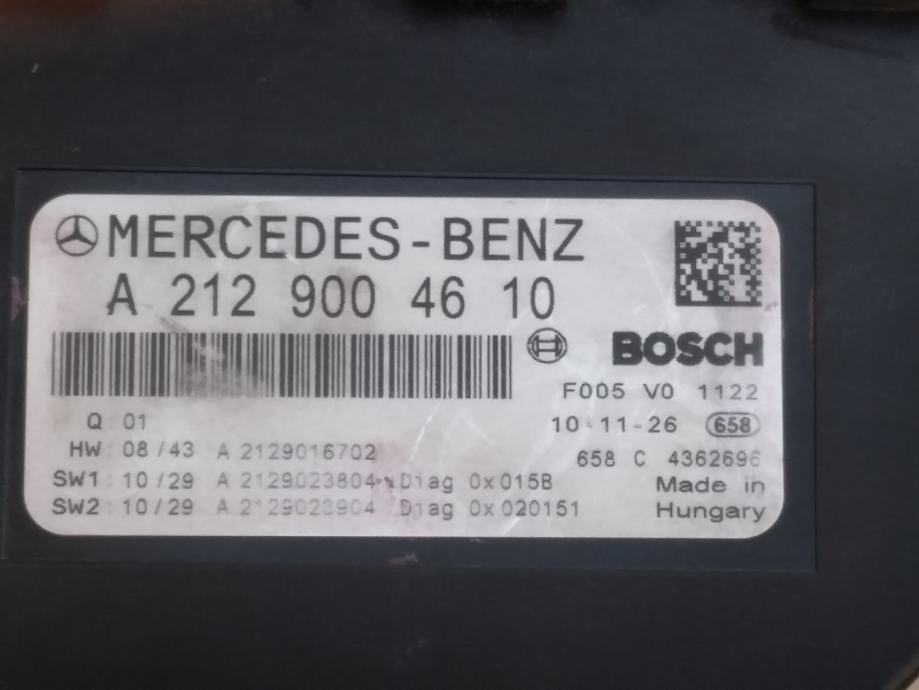 MERCEDES-BENZ
A 212 900 46 10
BOSCH
F005 V0 1122
Q: 01
10-11-26 658
HW: 08/43 A 2129016702
658 C 4362696
SW1: 10/29 A 2129023804 Diag 0x015B
Made in
SW2: 10/29 A 2129023904 Diag 0x020151
Hungary